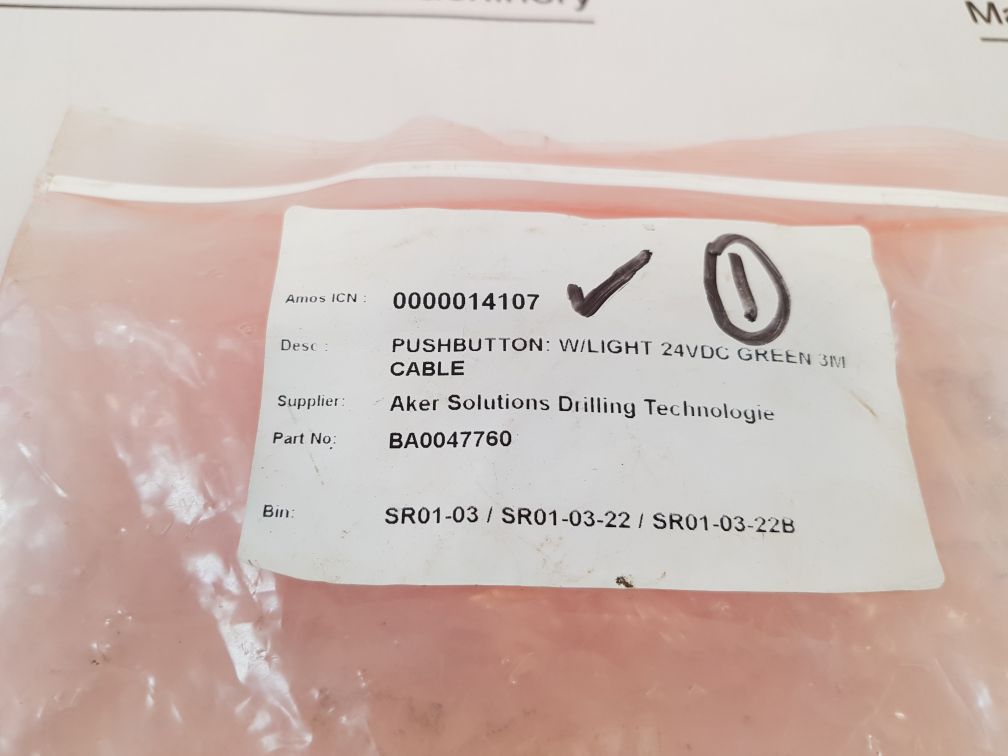 Amos ICN : 0000014107
Desc : PUSHBUTTON: W/LIGHT 24VDC GREEN 3M
CABLE
Supplier: Aker Solutions Drilling Technologie
Part No: BA0047760
Bin: SR01-03 / SR01-03-22 / SR01-03-22B
1